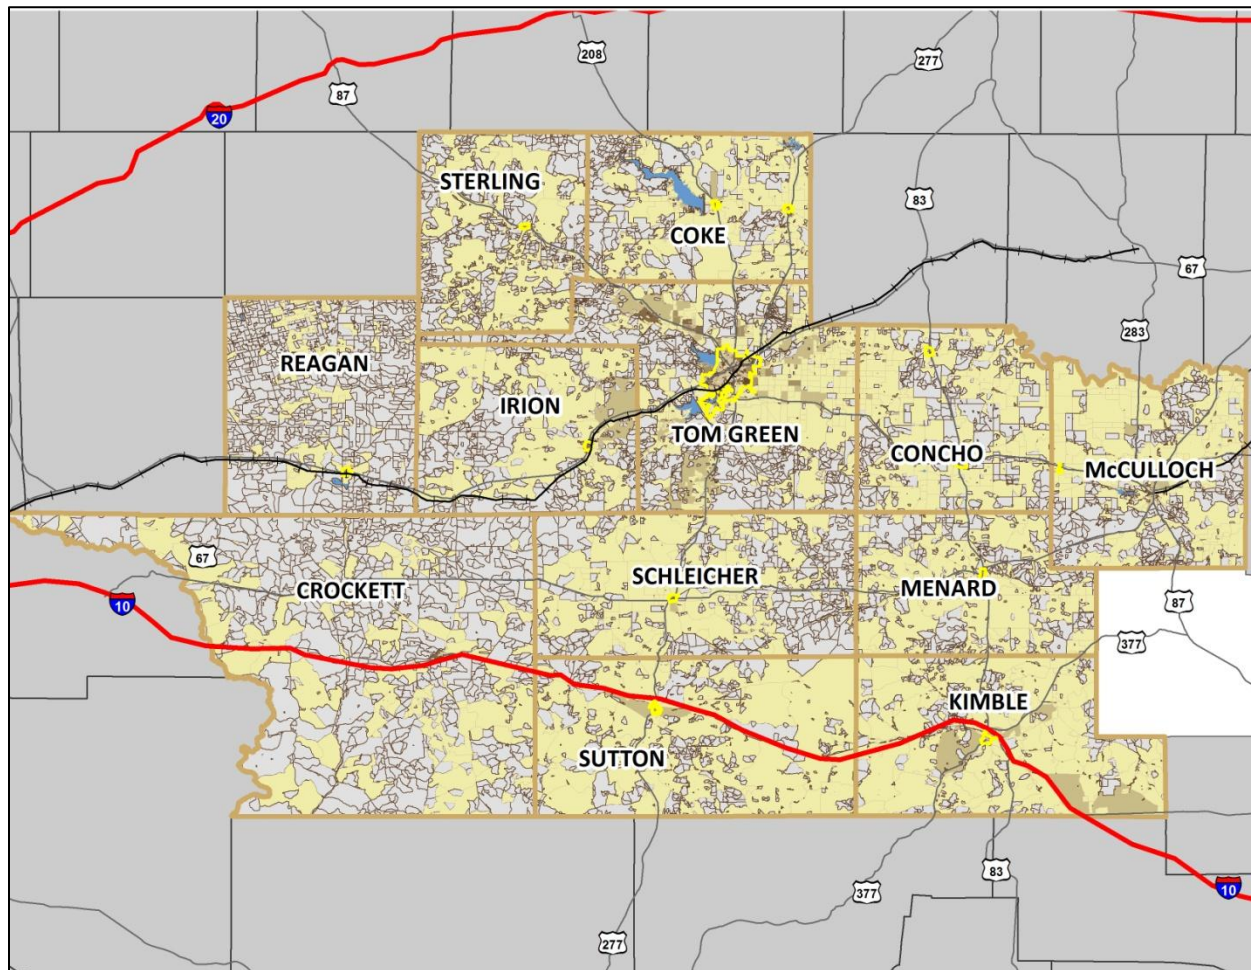 208
277
87
20
STERLING
83
COKE
67
283
REAGAN
IRION
TOM GREEN
CONCHO
McCULLOCH
67
SCHLEICHER
MENARD
CROCKETT
10
87
377
KIMBLE
SUTTON
83
377
10
277